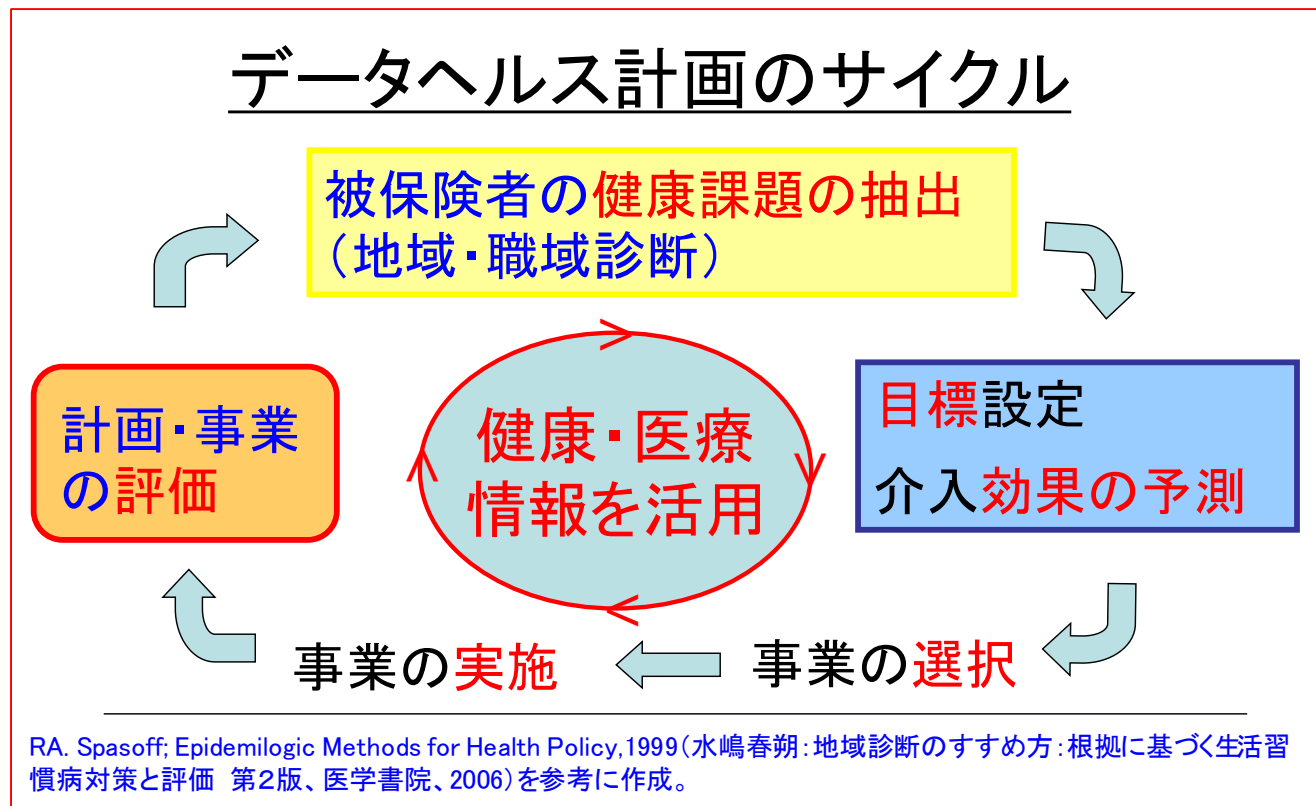 データヘルス計画のサイクル
被保険者の健康課題の抽出
（地域・職域診断）
目標設定
介入効果の予測
計画・事業
の評価
健康・医療
情報を活用
事業の実施
事業の選択
RA. Spasoff; Epidemilogic Methods for Health Policy,1999（水嶋春朔：地域診断のすすめ方：根拠に基づく生活習
慣病対策と評価　第２版、医学書院、2006）を参考に作成。